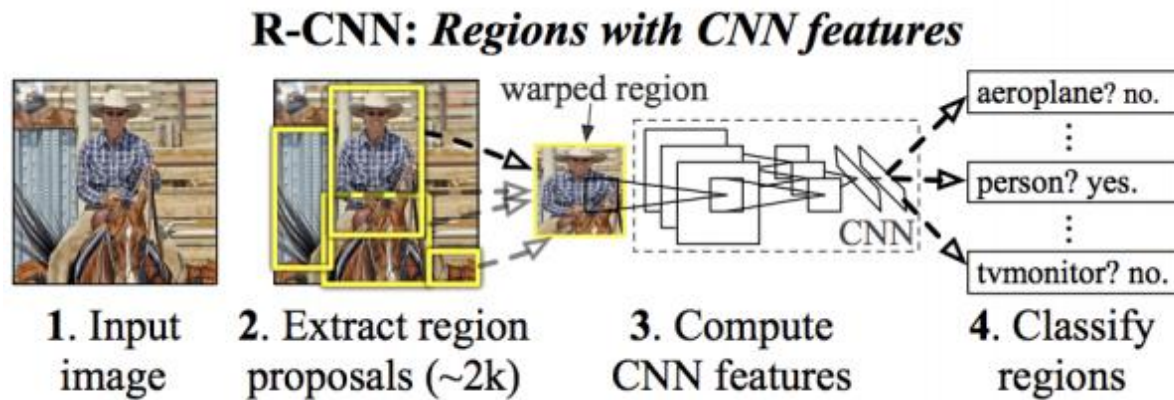 R-CNN: Regions with CNN features
warped region
aeroplane? no.
⋮
person? yes.
⋮
tvmonitor? no.
CNN
1. Input
image
2. Extract region
proposals (~2k)
3. Compute
CNN features
4. Classify
regions